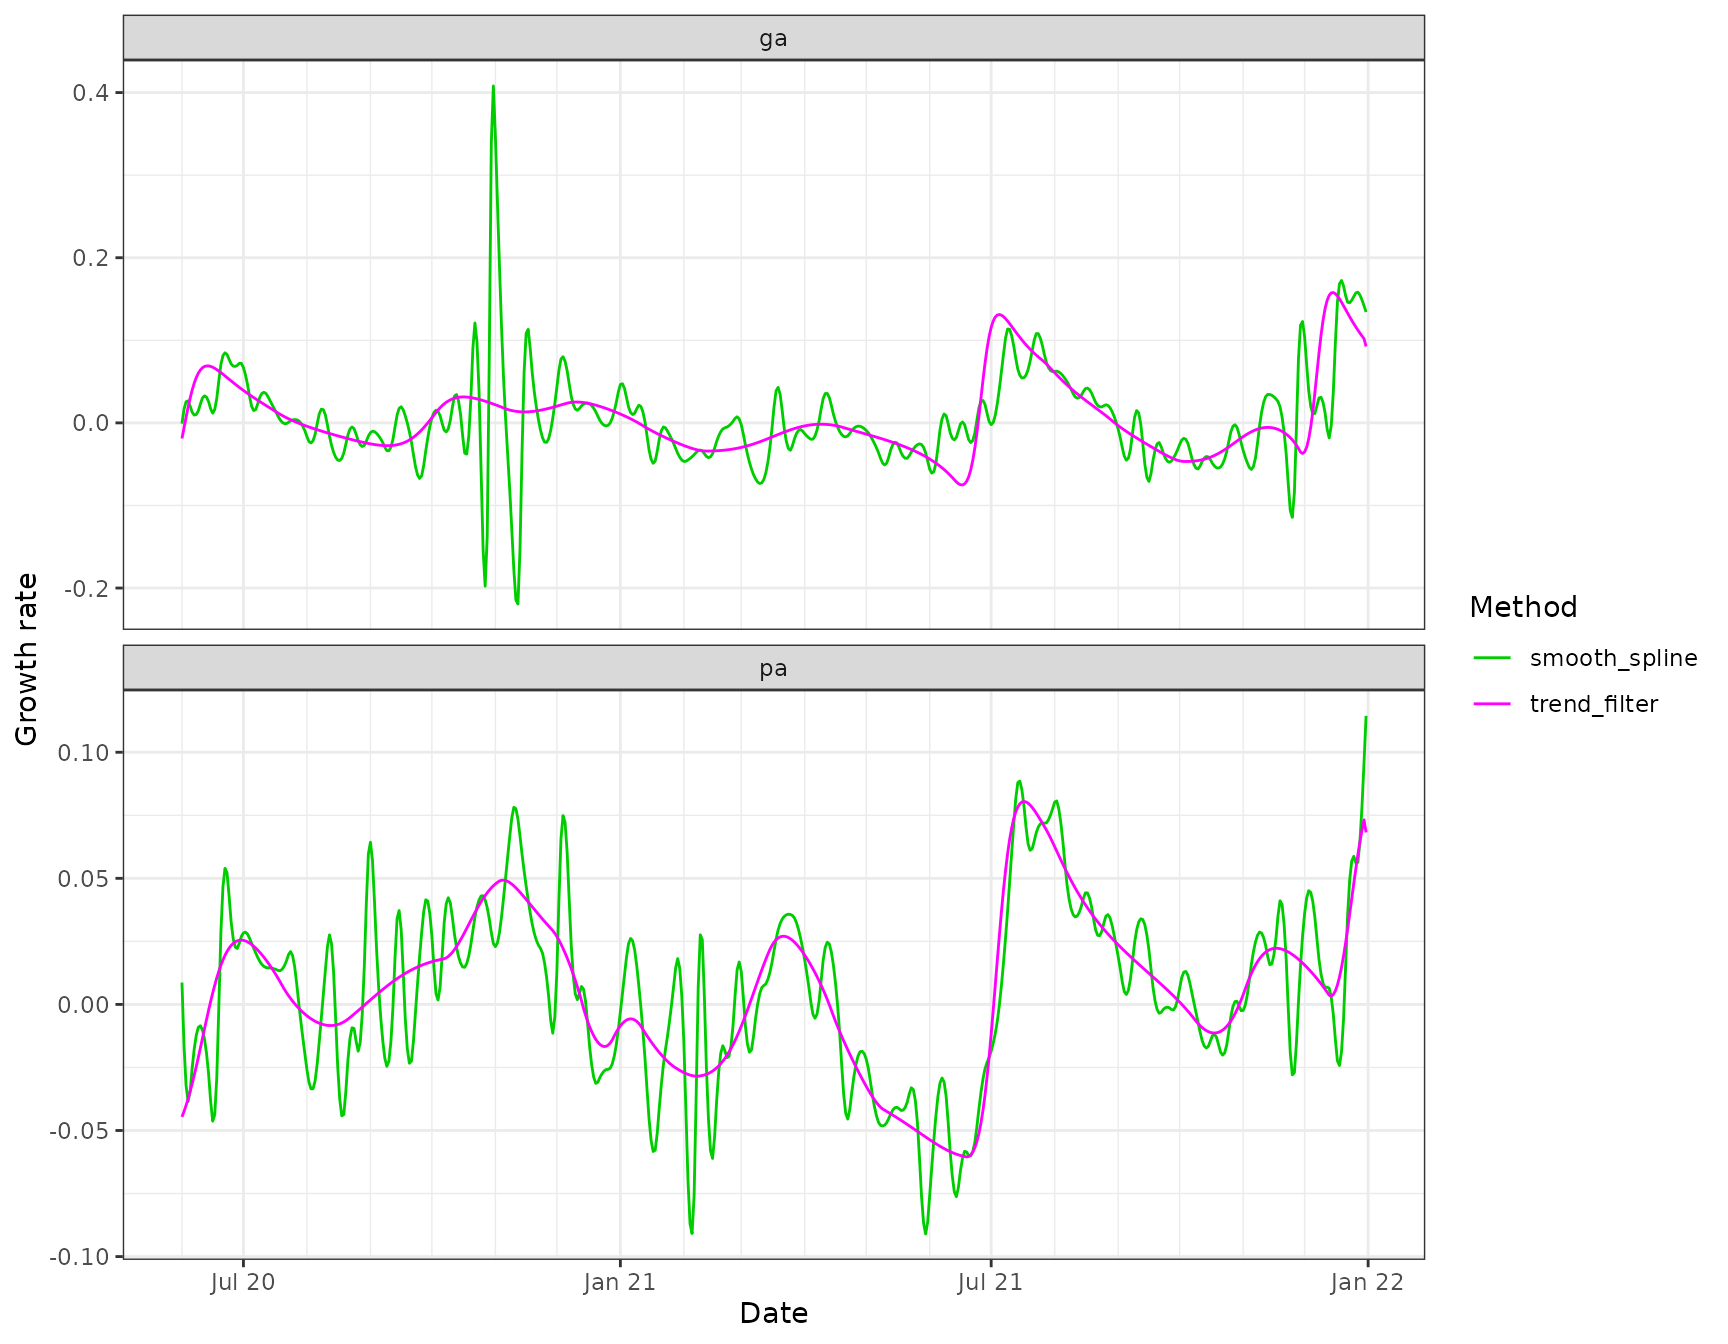 ga
0.4
0.2
0.0
-0.2
pa
0.10
0.05
0.00
-0.05
-0.10
Jul 20
Jan 21
Jul 21
Jan 22
Date
Growth rate
Method
smooth_spline
trend_filter